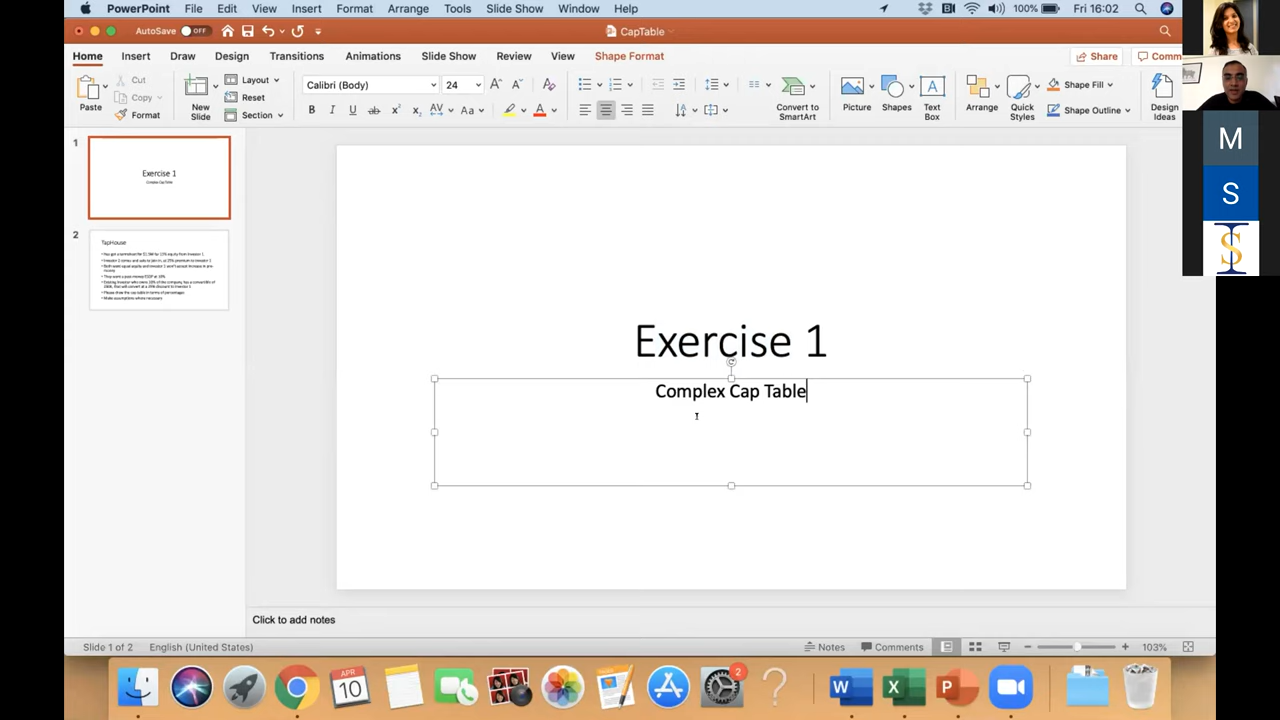 PowerPoint File Edit View Insert Format Arrange Tools Slide Show Window Help 100% Fri 16:02
AutoSave OFF CapTable
Home Insert Draw Design Transitions Animations Slide Show Review View Shape Format Share Comm
Paste Cut Copy Format New Slide Layout Reset Section Calibri (Body) 24 Convert to SmartArt Picture Shapes Text Box Arrange Quick Styles Shape Fill Shape Outline Design Ideas
1
Exercise 1
Complex Cap Table
2
TapHouse
Exercise 1
Complex Cap Table
Click to add notes
Slide 1 of 2 English (United States) Notes Comments 103%
M
S
APR
10
2